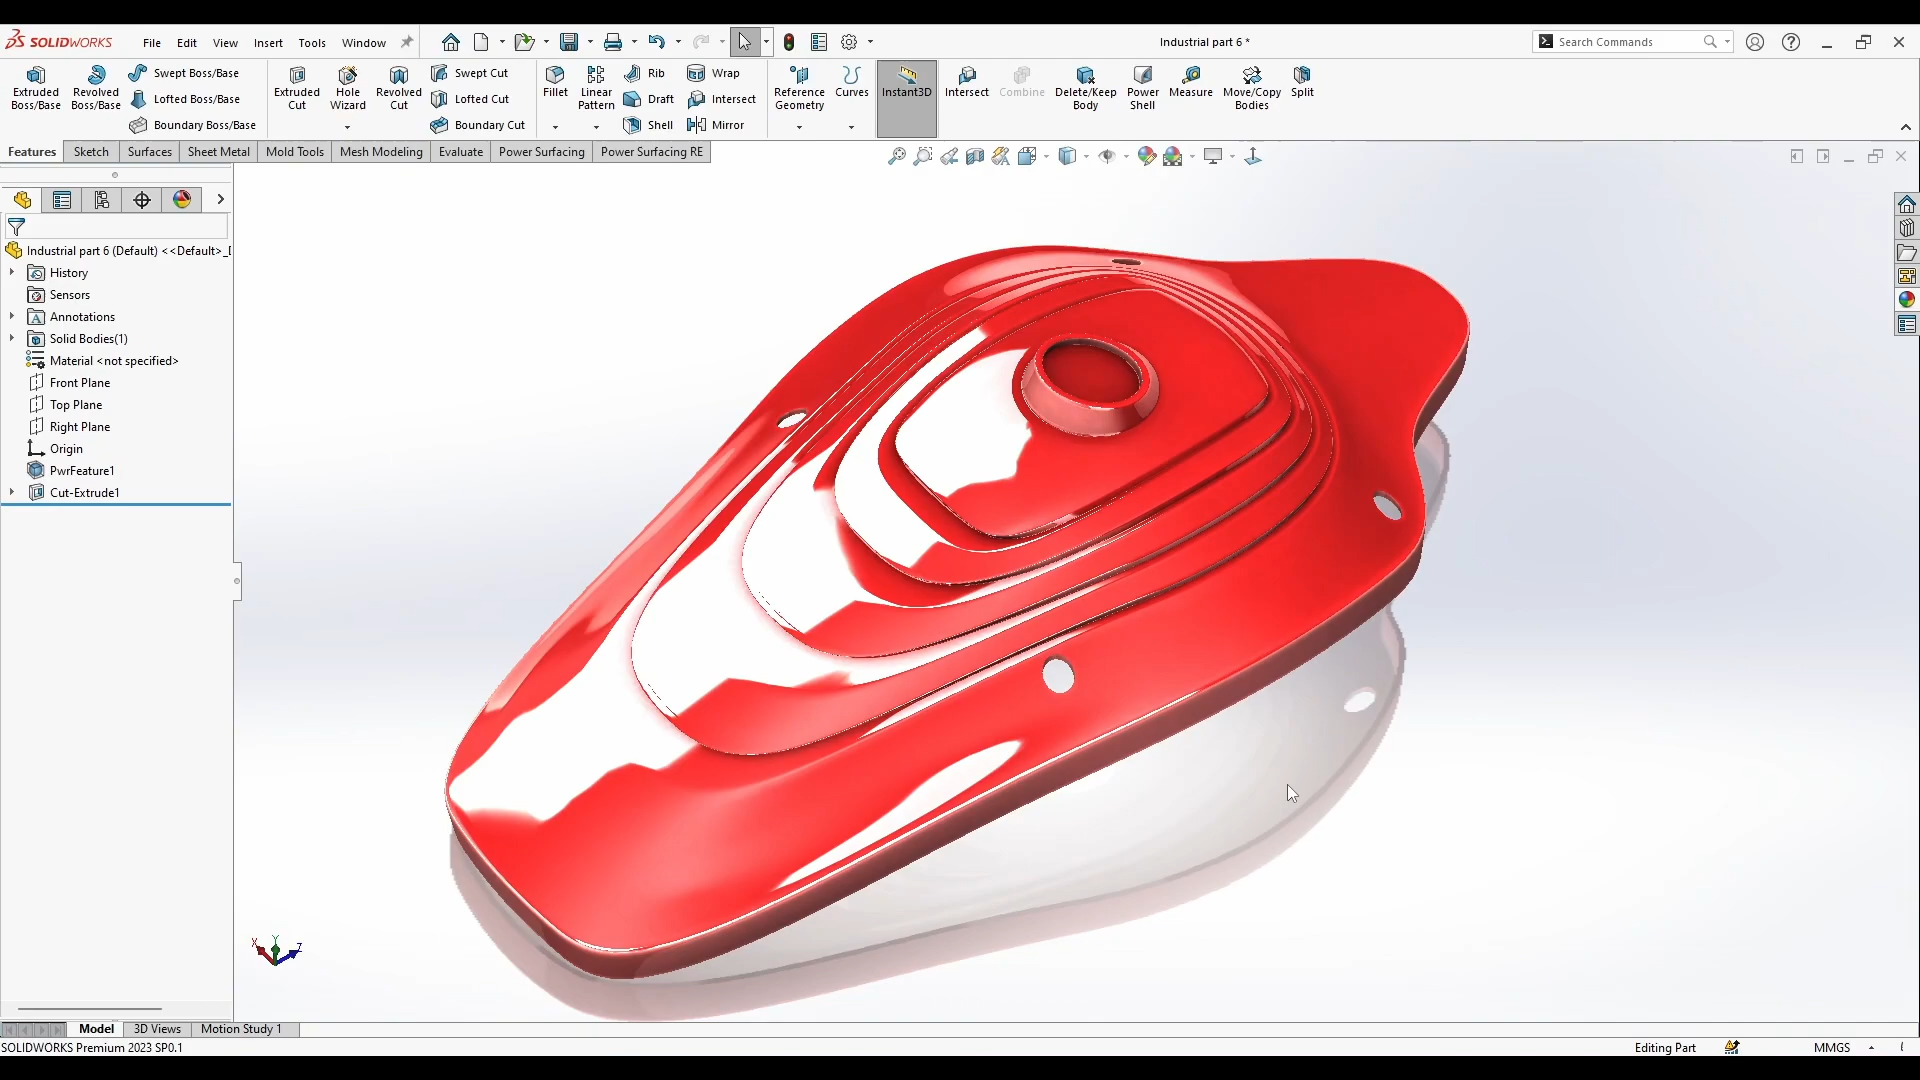 SOLIDWORKS File Edit View Insert Tools Window Industrial part 6 * Search Commands
Extruded Boss/Base
Revolved Boss/Base
Swept Boss/Base
Lofted Boss/Base
Boundary Boss/Base
Extruded Cut
Hole Wizard
Revolved Cut
Swept Cut
Lofted Cut
Boundary Cut
Fillet
Linear Pattern
Rib
Draft
Shell
Wrap
Intersect
Mirror
Reference Geometry
Curves
Instant3D
Intersect
Combine
Delete/Keep Body
Power Shell
Measure
Move/Copy Bodies
Split
Features Sketch Surfaces Sheet Metal Mold Tools Mesh Modeling Evaluate Power Surfacing Power Surfacing RE
Industrial part 6 (Default) <<Default>_
History
Sensors
Annotations
Solid Bodies(1)
Material <not specified>
Front Plane
Top Plane
Right Plane
Origin
PwrFeature1
Cut-Extrude1
X Y Z
Model 3D Views Motion Study 1
SOLIDWORKS Premium 2023 SP0.1 Editing Part MMGS